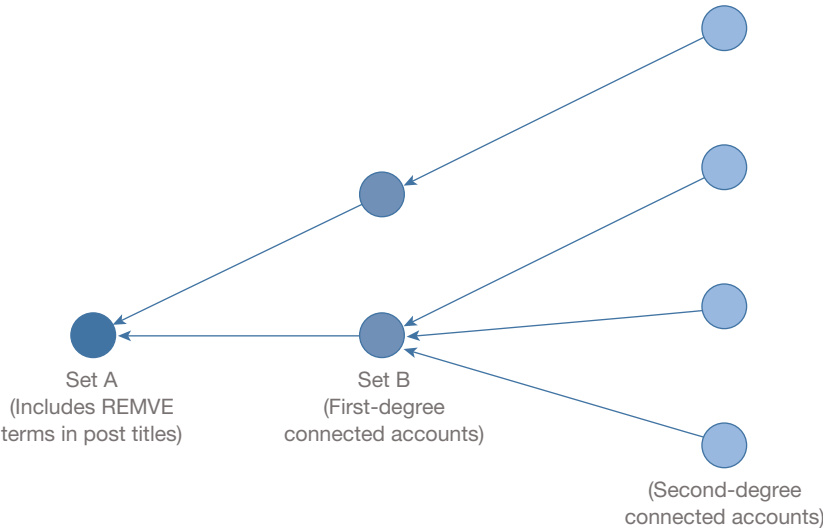 Set A
(Includes REMVE
terms in post titles)
Set B
(First-degree
connected accounts)
(Second-degree
connected accounts)